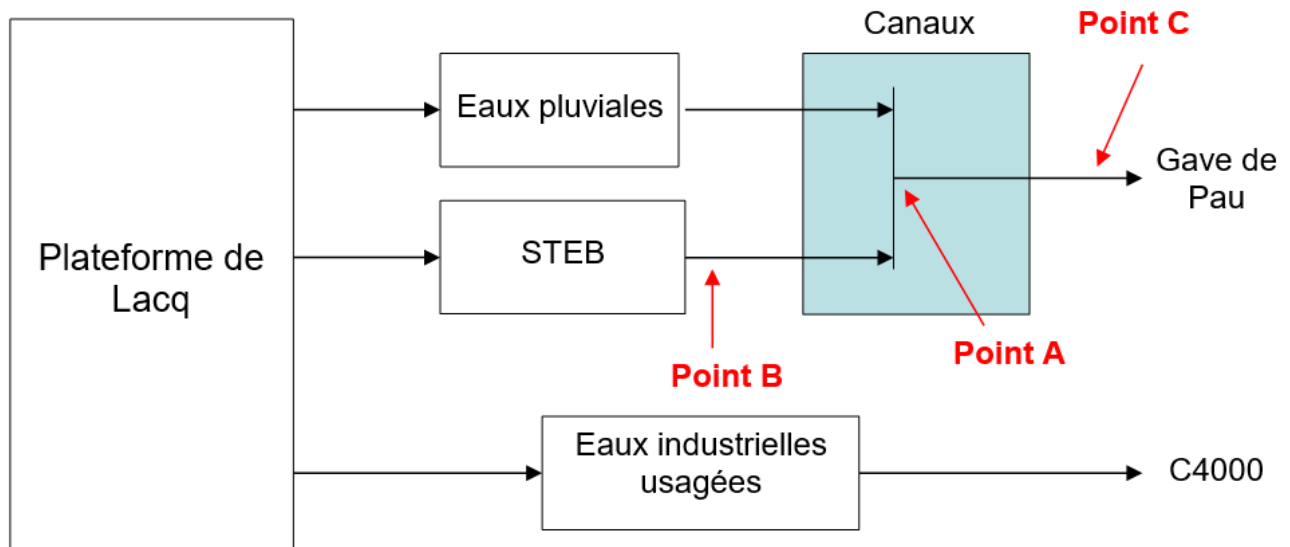 Canaux
Point C
Eaux pluviales
Gave de
Pau
Plateforme de
Lacq
STEB
Point A
Point B
Eaux industrielles
usagées
C4000